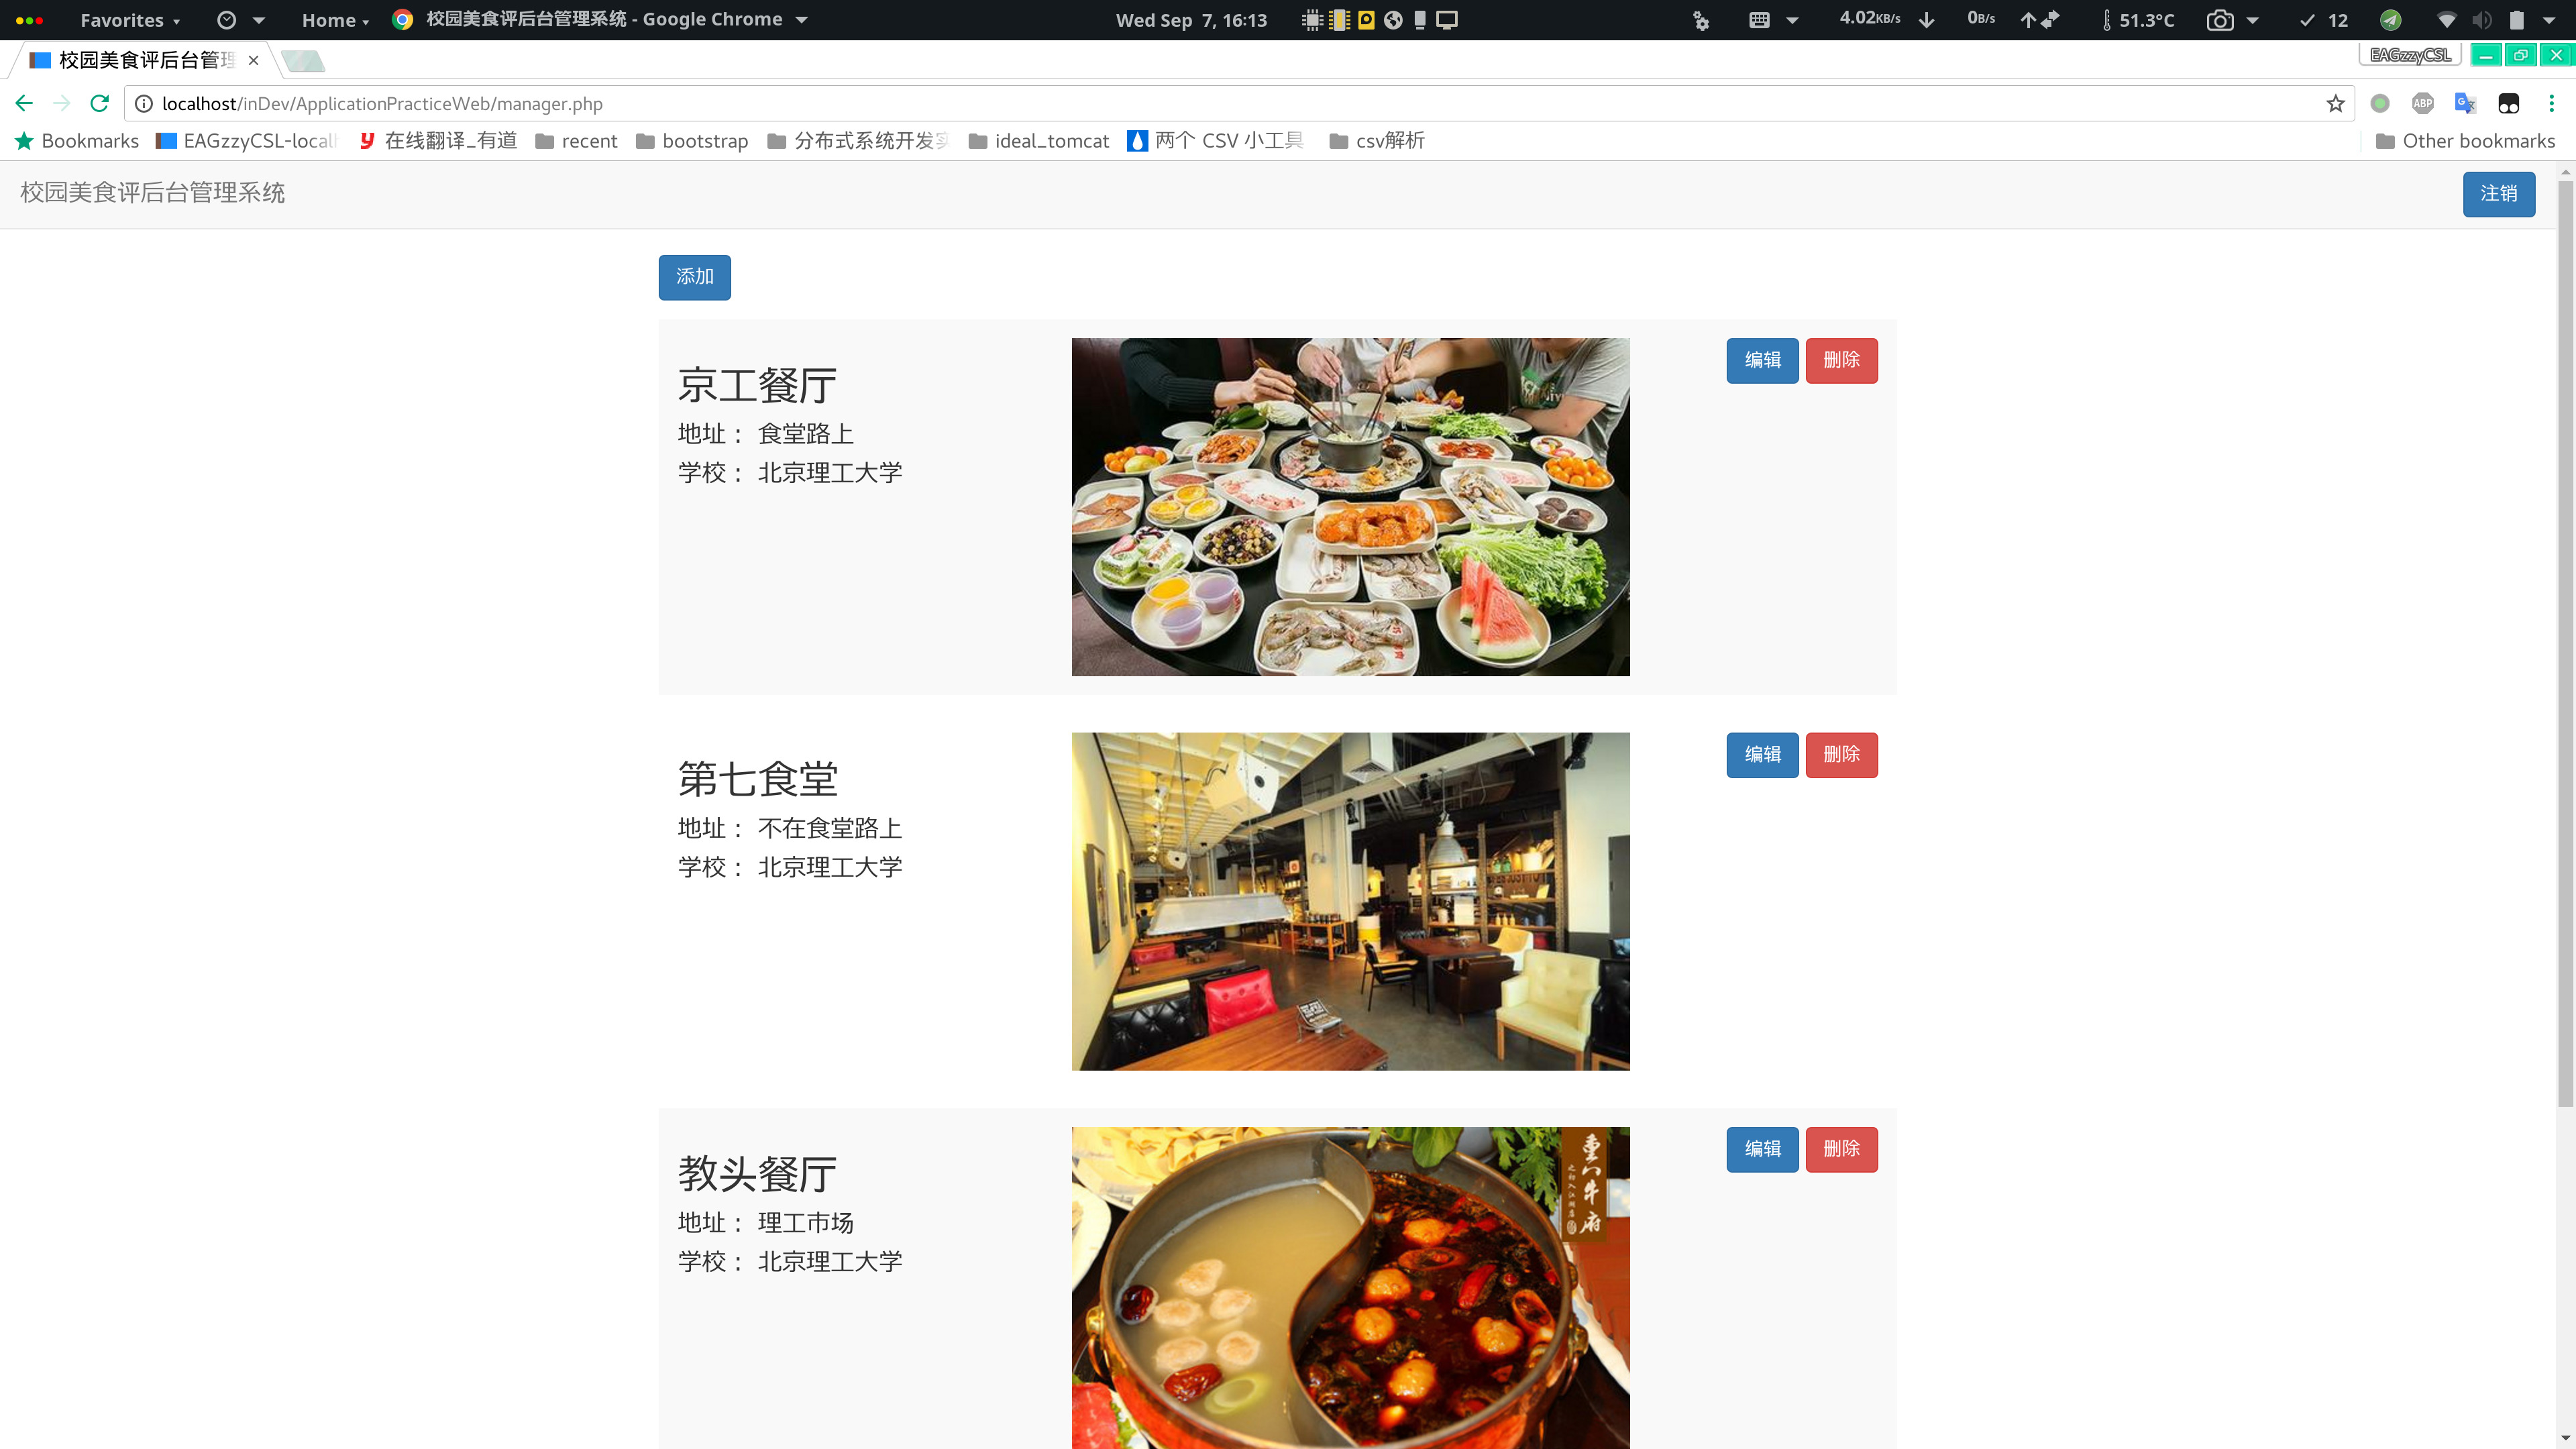 Favorites
Home
校园美食评后台管理系统 - Google Chrome
Wed Sep 7, 16:13
4.02KB/s
0B/s
51.3°C
12
校园美食评后台管理
EAGzzyCSL
localhost/inDev/ApplicationPracticeWeb/manager.php
ABP
Bookmarks
EAGzzyCSL-local
在线翻译_有道
recent
bootstrap
分布式系统开发实
ideal_tomcat
两个 CSV 小工具
csv解析
Other bookmarks
校园美食评后台管理系统
注销
添加
京工餐厅
地址： 食堂路上
学校： 北京理工大学
编辑
删除
第七食堂
地址： 不在食堂路上
学校： 北京理工大学
编辑
删除
教头餐厅
地址： 理工市场
学校： 北京理工大学
编辑
删除